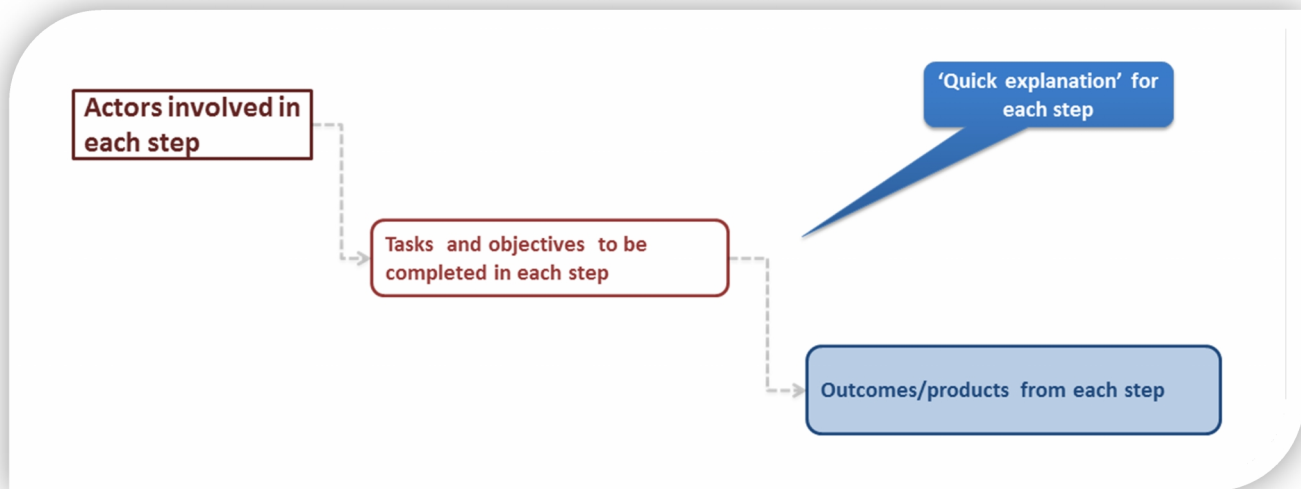 Actors involved in
each step
‘Quick explanation’ for
each step
Tasks and objectives to be
completed in each step
Outcomes/products from each step